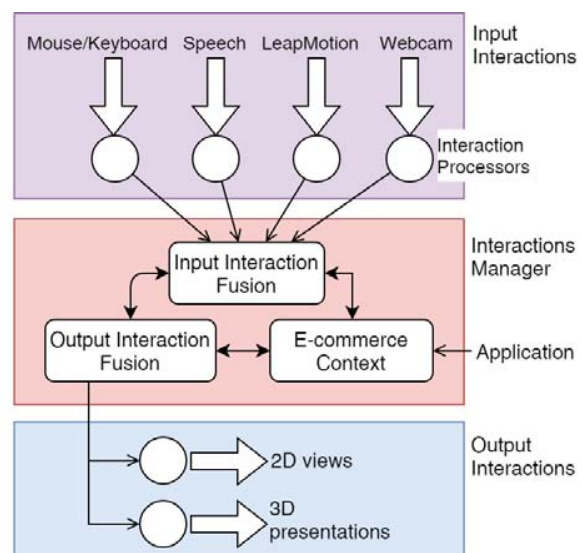 Mouse/Keyboard Speech LeapMotion Webcam
Input
Interactions
Interaction
Processors
Interactions
Manager
Input Interaction
Fusion
Output Interaction
Fusion
E-commerce
Context
Application
Output
Interactions
2D views
3D
presentations